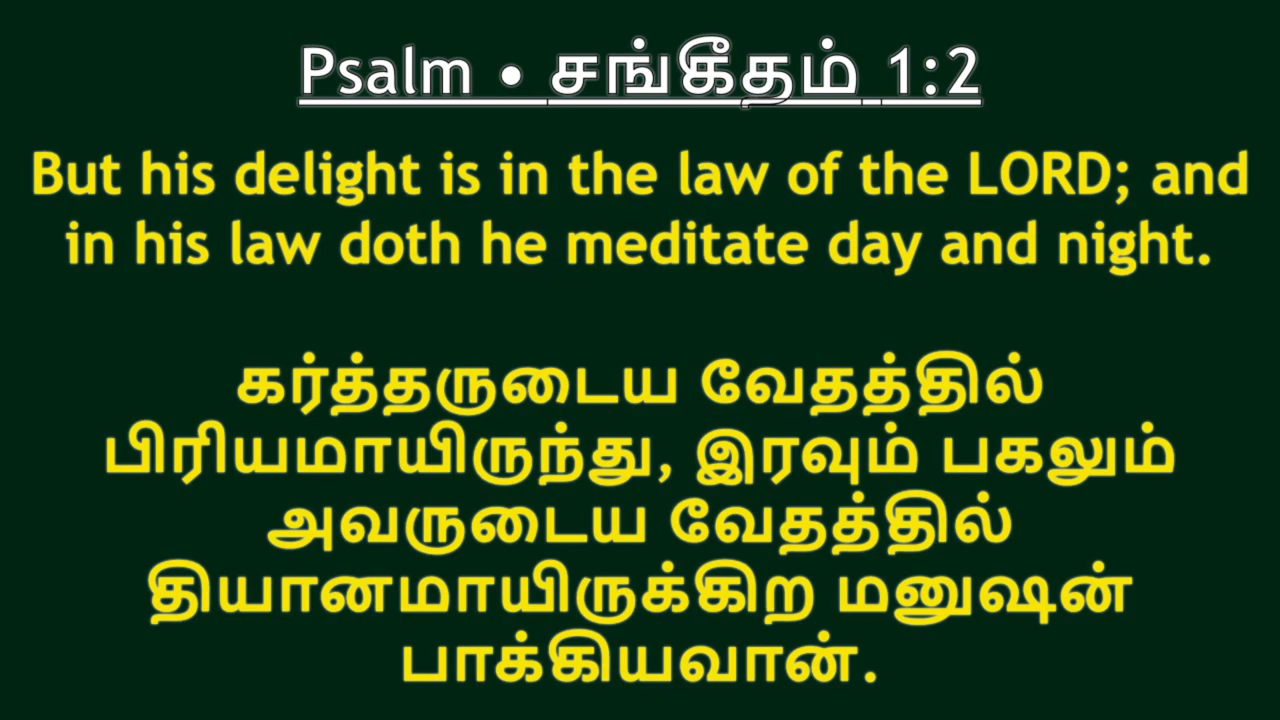 Psalm • சங்கீதம் 1:2
But his delight is in the law of the LORD; and
in his law doth he meditate day and night.
கர்த்தருடைய வேதத்தில்
பிரியமாயிருந்து, இரவும் பகலும்
அவருடைய வேதத்தில்
தியானமாயிருக்கிற மனுஷன்
பாக்கியவான்.